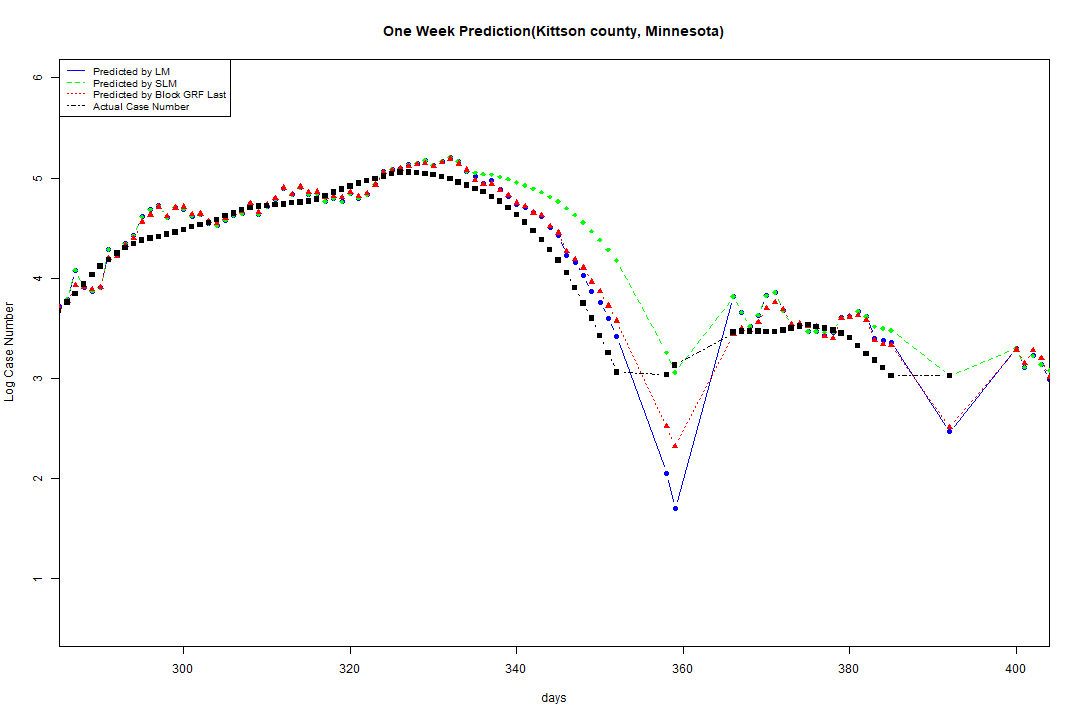 One Week Prediction(Kittson county, Minnesota)
Predicted by LM
Predicted by SLM
Predicted by Block GRF Last
Actual Case Number
6
5
4
3
2
1
Log Case Number
300 320 340 360 380 400
days